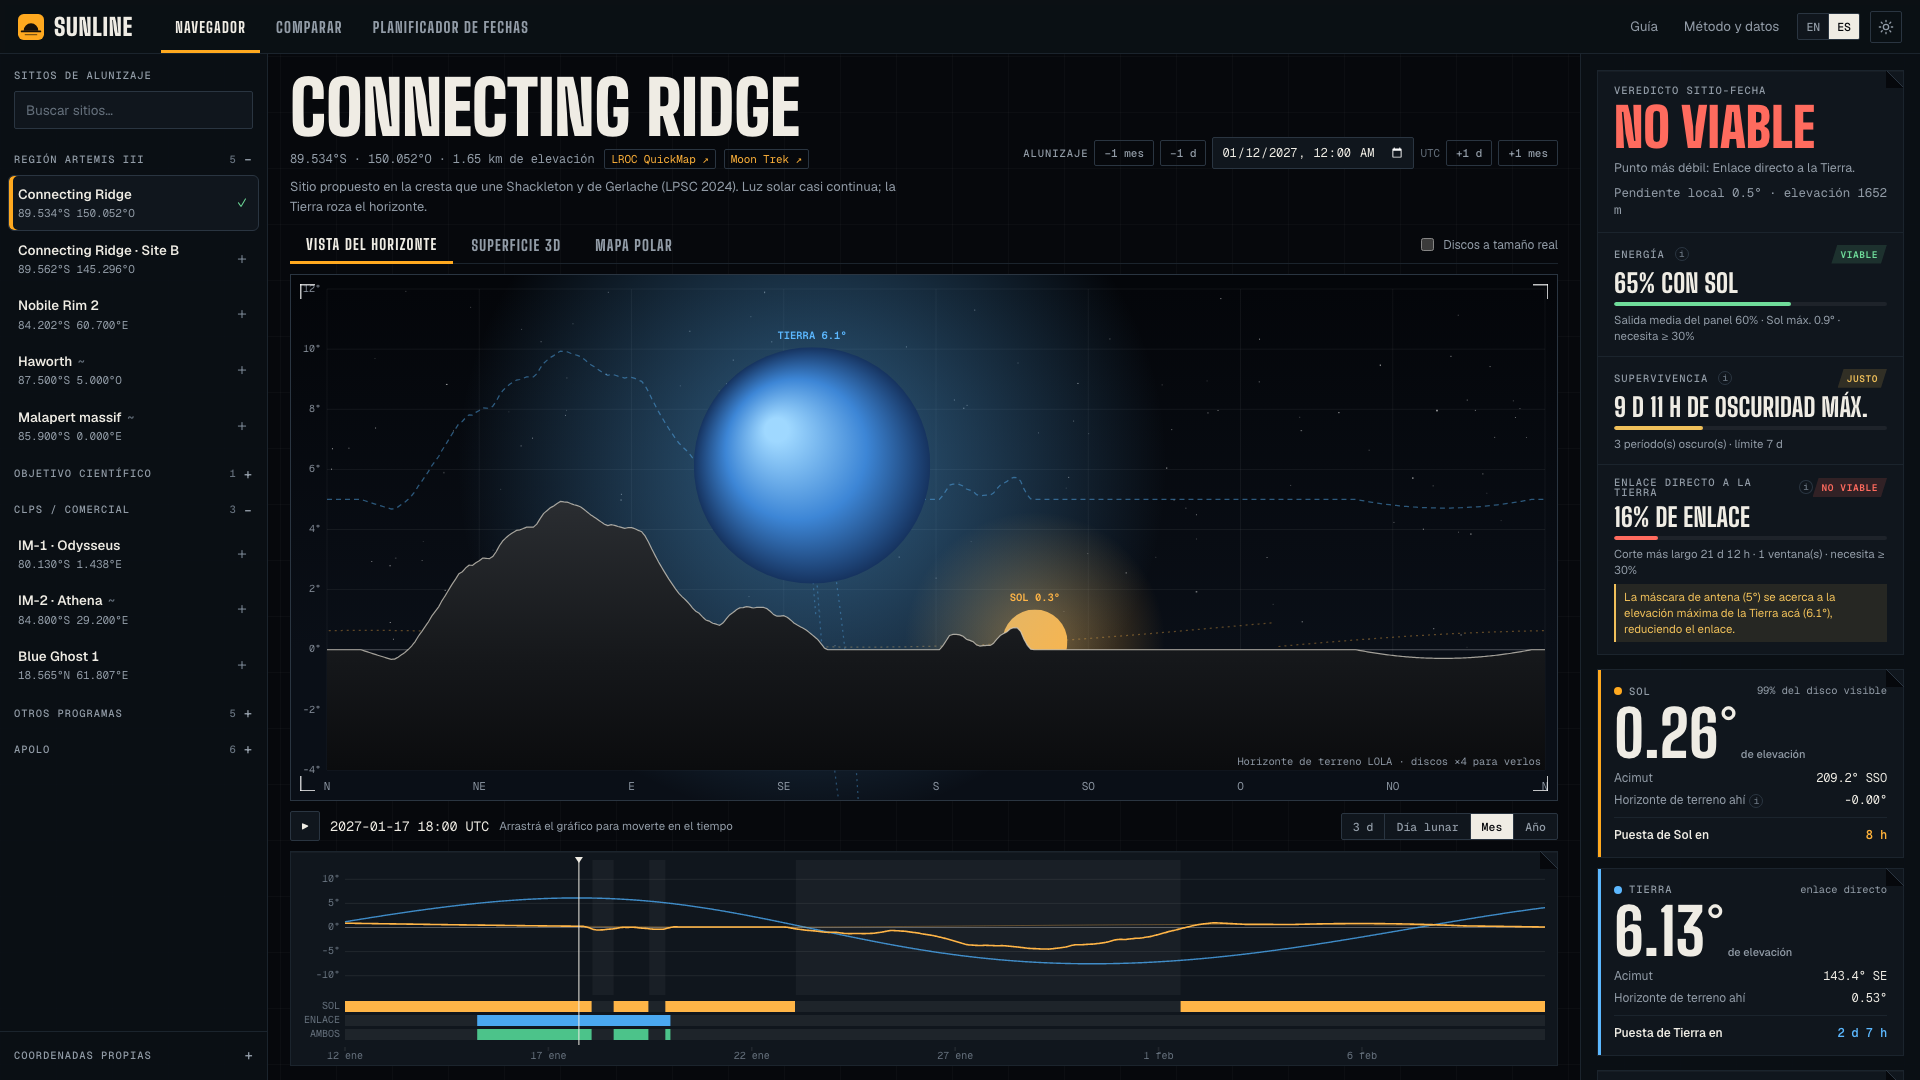 SUNLINE
NAVEGADOR
COMPARAR
PLANIFICADOR DE FECHAS
Guía
Método y datos
EN
ES
SITIOS DE ALUNIZAJE
Buscar sitios…
REGIÓN ARTEMIS III 5 −
Connecting Ridge
89.534°S 150.052°O ✓
Connecting Ridge · Site B
89.562°S 145.296°O +
Nobile Rim 2
84.202°S 60.700°E +
Haworth ~
87.500°S 5.000°O +
Malapert massif ~
85.900°S 0.000°E +
OBJETIVO CIENTÍFICO 1 +
CLPS / COMERCIAL 3 −
IM-1 · Odysseus
80.130°S 1.438°E +
IM-2 · Athena ~
84.800°S 29.200°E +
Blue Ghost 1
18.565°N 61.807°E +
OTROS PROGRAMAS 5 +
APOLO 6 +
COORDENADAS PROPIAS +
CONNECTING RIDGE
89.534°S · 150.052°O · 1.65 km de elevación LROC QuickMap ↗ Moon Trek ↗
Sitio propuesto en la cresta que une Shackleton y de Gerlache (LPSC 2024). Luz solar casi continua; la
Tierra roza el horizonte.
ALUNIZAJE −1 mes −1 d 01/12/2027, 12:00 AM UTC +1 d +1 mes
VISTA DEL HORIZONTE
SUPERFICIE 3D
MAPA POLAR
Discos a tamaño real
12°
10°
8°
6°
4°
2°
0°
−2°
−4°
TIERRA 6.1°
SOL 0.3°
Horizonte de terreno LOLA · discos ×4 para verlos
N NE E SE S SO O NO N
▶ 2027-01-17 18:00 UTC Arrastrá el gráfico para moverte en el tiempo
3 d Día lunar Mes Año
10°
5°
0°
−5°
−10°
SOL
ENLACE
AMBOS
12 ene 17 ene 22 ene 27 ene 1 feb 6 feb
VEREDICTO SITIO-FECHA
NO VIABLE
Punto más débil: Enlace directo a la Tierra.
Pendiente local 0.5° · elevación 1652
m
ENERGÍA i VIABLE
65% CON SOL
Salida media del panel 60% · Sol máx. 0.9° ·
necesita ≥ 30%
SUPERVIVENCIA i JUSTO
9 D 11 H DE OSCURIDAD MÁX.
3 período(s) oscuro(s) · límite 7 d
ENLACE DIRECTO A LA
TIERRA i NO VIABLE
16% DE ENLACE
Corte más largo 21 d 12 h · 1 ventana(s) · necesita ≥
30%
La máscara de antena (5°) se acerca a la
elevación máxima de la Tierra acá (6.1°),
reduciendo el enlace.
SOL 99% del disco visible
0.26° de elevación
Acimut 209.2° SSO
Horizonte de terreno ahí i −0.00°
Puesta de Sol en 8 h
TIERRA enlace directo
6.13° de elevación
Acimut 143.4° SE
Horizonte de terreno ahí 0.53°
Puesta de Tierra en 2 d 7 h